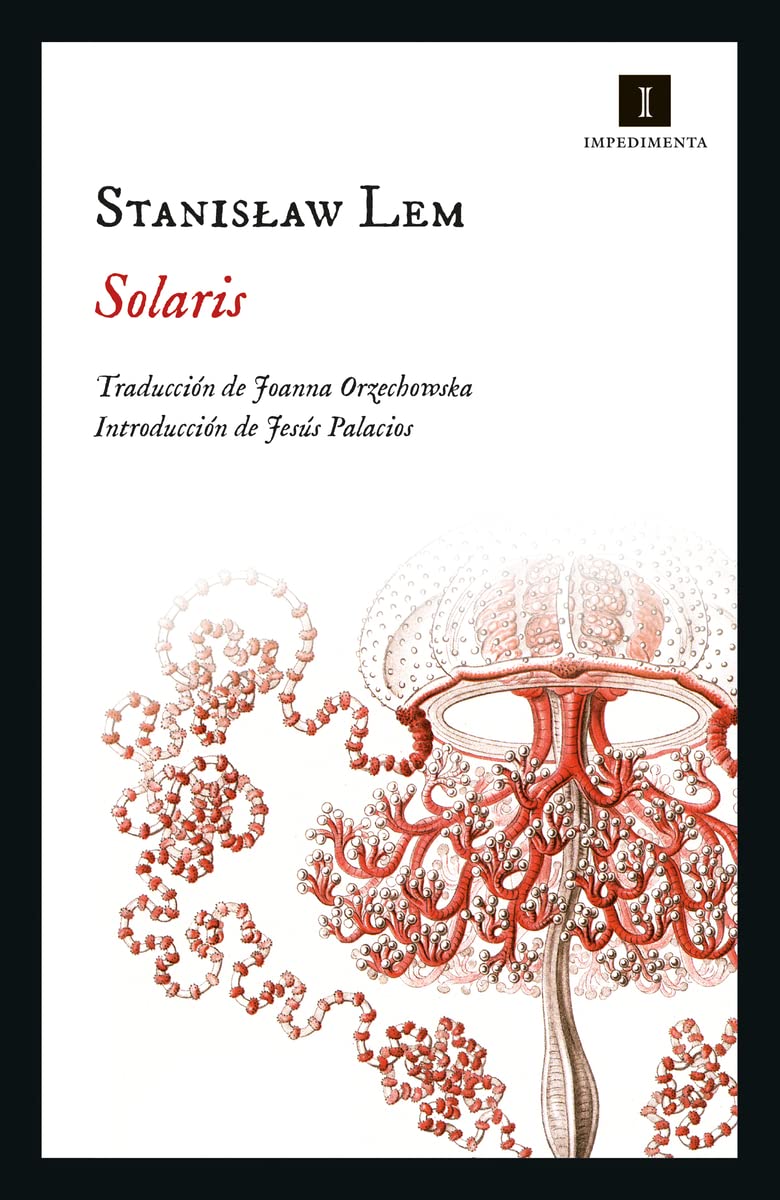 I
IMPEDIMENTA
STANISŁAW LEM
Solaris
Traducción de Joanna Orzechowska
Introducción de Jesús Palacios